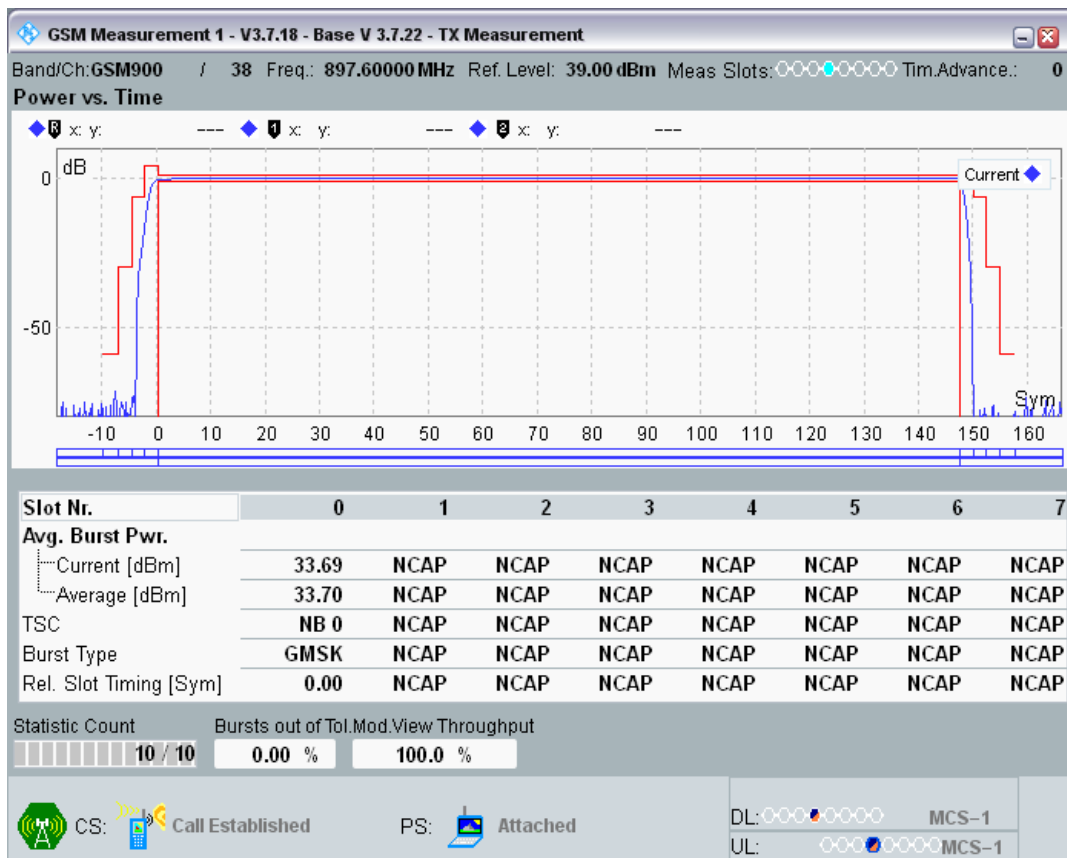 GSM Measurement 1 - V3.7.18 - Base V 3.7.22 - TX Measurement
Band/Ch:GSM900 / 38 Freq.: 897.60000 MHz Ref. Level: 39.00 dBm Meas Slots: Tim.Advance.: 0
Power vs. Time
R x: y: --- 1 x: y: --- 2 x: y: ---
dB
0
Current
-50
Sym
-10 0 10 20 30 40 50 60 70 80 90 100 110 120 130 140 150 160
Slot Nr. 0 1 2 3 4 5 6 7
Avg. Burst Pwr.
Current [dBm] 33.69 NCAP NCAP NCAP NCAP NCAP NCAP NCAP
Average [dBm] 33.70 NCAP NCAP NCAP NCAP NCAP NCAP NCAP
TSC NB 0 NCAP NCAP NCAP NCAP NCAP NCAP NCAP
Burst Type GMSK NCAP NCAP NCAP NCAP NCAP NCAP NCAP
Rel. Slot Timing [Sym] 0.00 NCAP NCAP NCAP NCAP NCAP NCAP NCAP
Statistic Count Bursts out of Tol.Mod.View Throughput
10 / 10 0.00 % 100.0 %
CS: Call Established PS: Attached
DL: MCS-1
UL: MCS-1